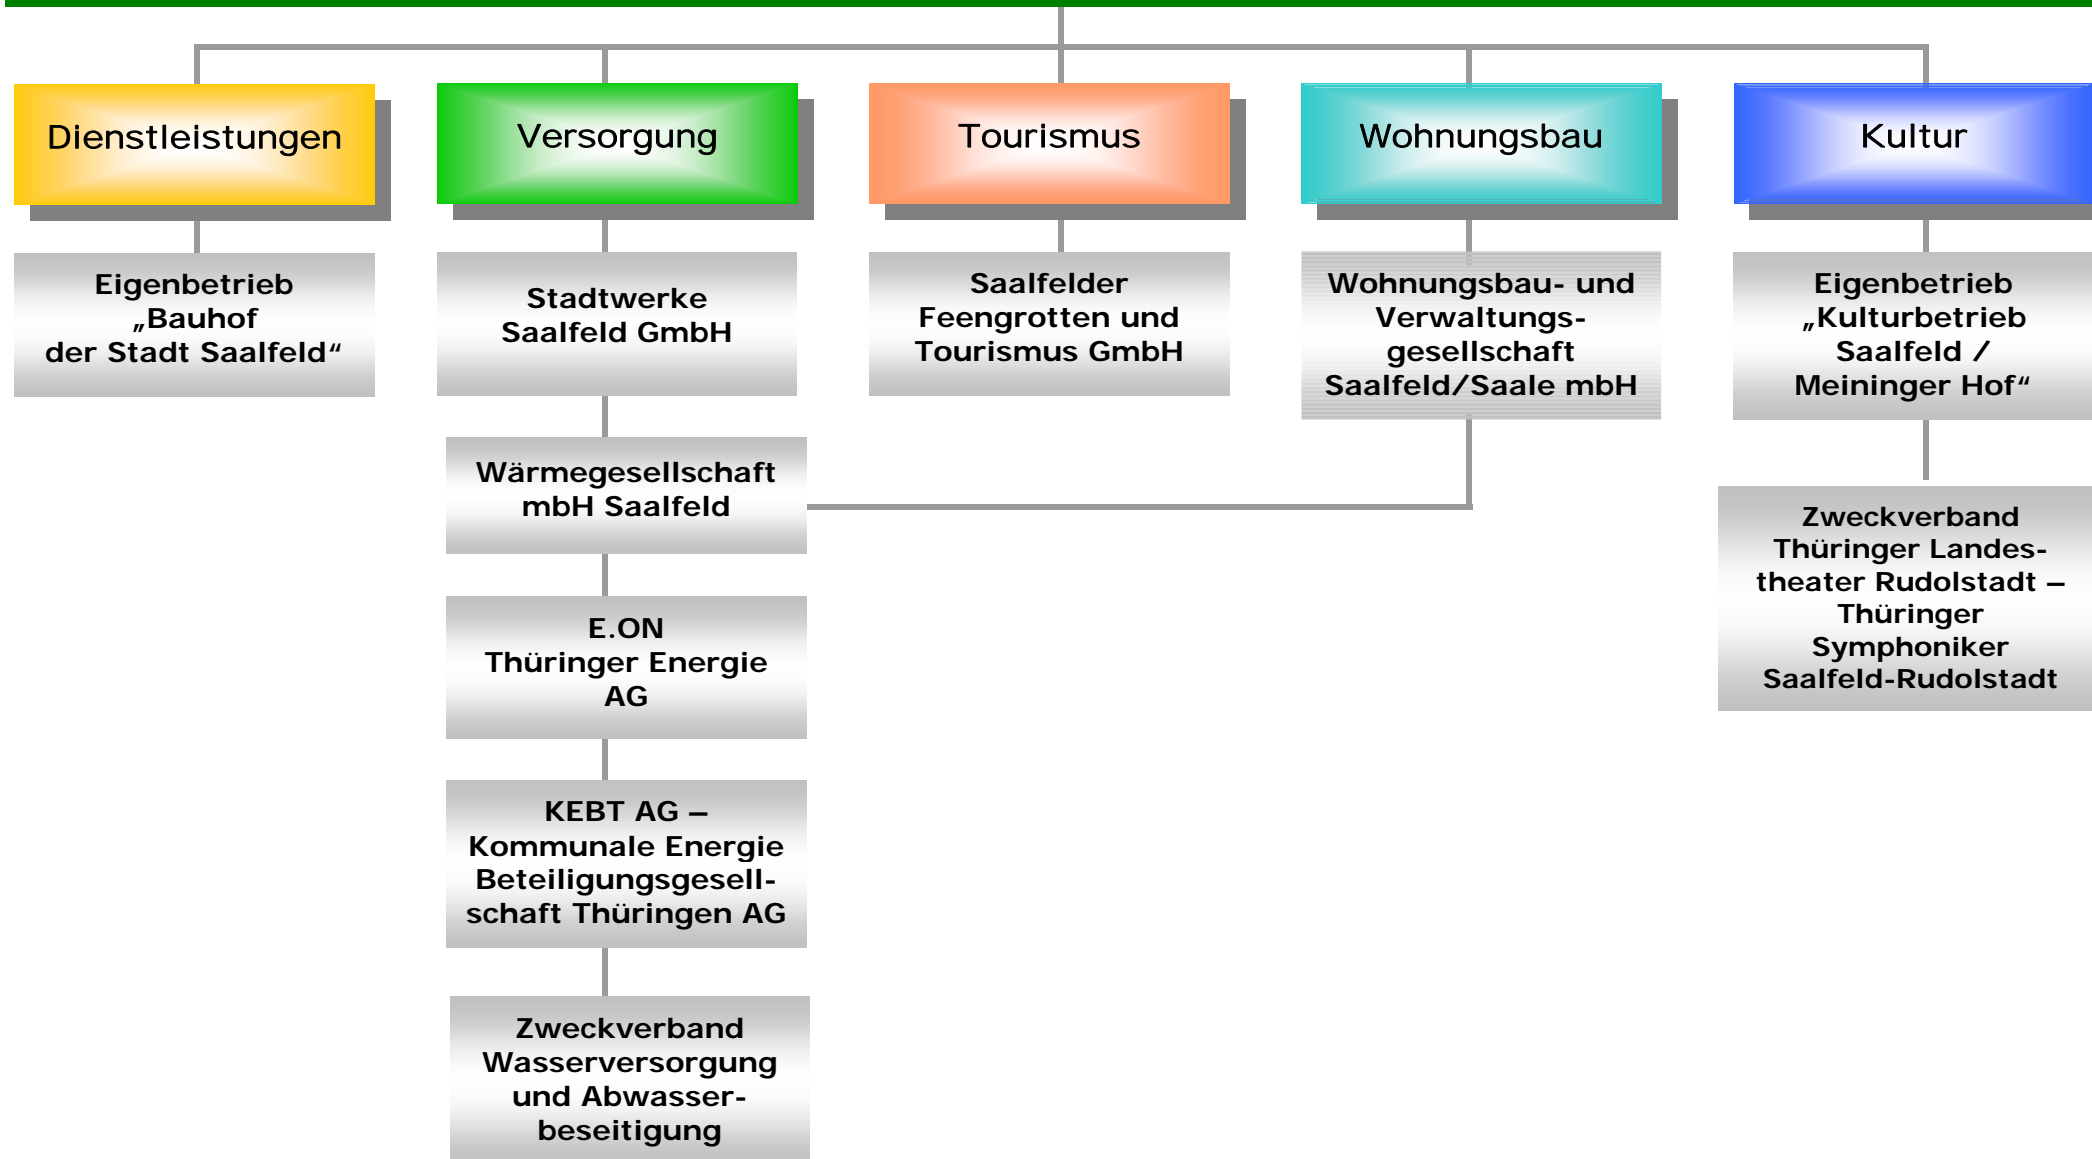 Dienstleistungen
Versorgung
Tourismus
Wohnungsbau
Kultur
Eigenbetrieb
„Bauhof
der Stadt Saalfeld“
Stadtwerke
Saalfeld GmbH
Saalfelder
Feengrotten und
Tourismus GmbH
Wohnungsbau- und
Verwaltungs-
gesellschaft
Saalfeld/Saale mbH
Eigenbetrieb
„Kulturbetrieb
Saalfeld /
Meininger Hof“
Wärmegesellschaft
mbH Saalfeld
Zweckverband
Thüringer Landes-
theater Rudolstadt –
Thüringer
Symphoniker
Saalfeld-Rudolstadt
E.ON
Thüringer Energie
AG
KEBT AG –
Kommunale Energie
Beteiligungsgesell-
schaft Thüringen AG
Zweckverband
Wasserversorgung
und Abwasser-
beseitigung